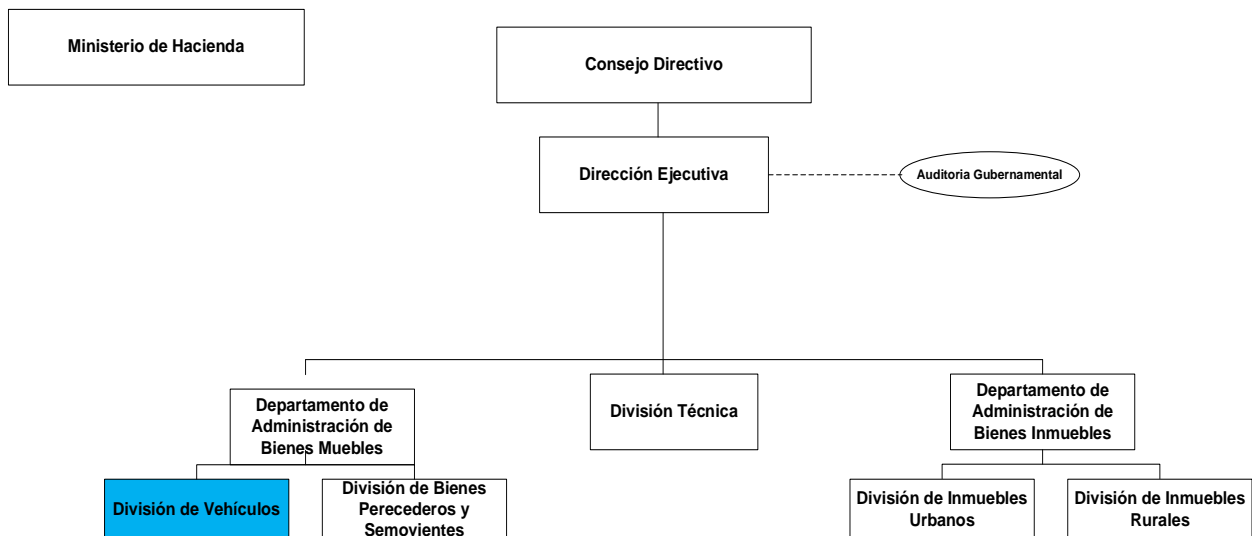 Ministerio de Hacienda
Consejo Directivo
Dirección Ejecutiva
Auditoria Gubernamental
Departamento de
Administración de
Bienes Muebles
División Técnica
Departamento de
Administración de
Bienes Inmuebles
División de Vehículos
División de Bienes
Perecederos y
Semovientes
División de Inmuebles
Urbanos
División de Inmuebles
Rurales